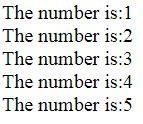 The number is:1
The number is:2
The number is:3
The number is:4
The number is:5